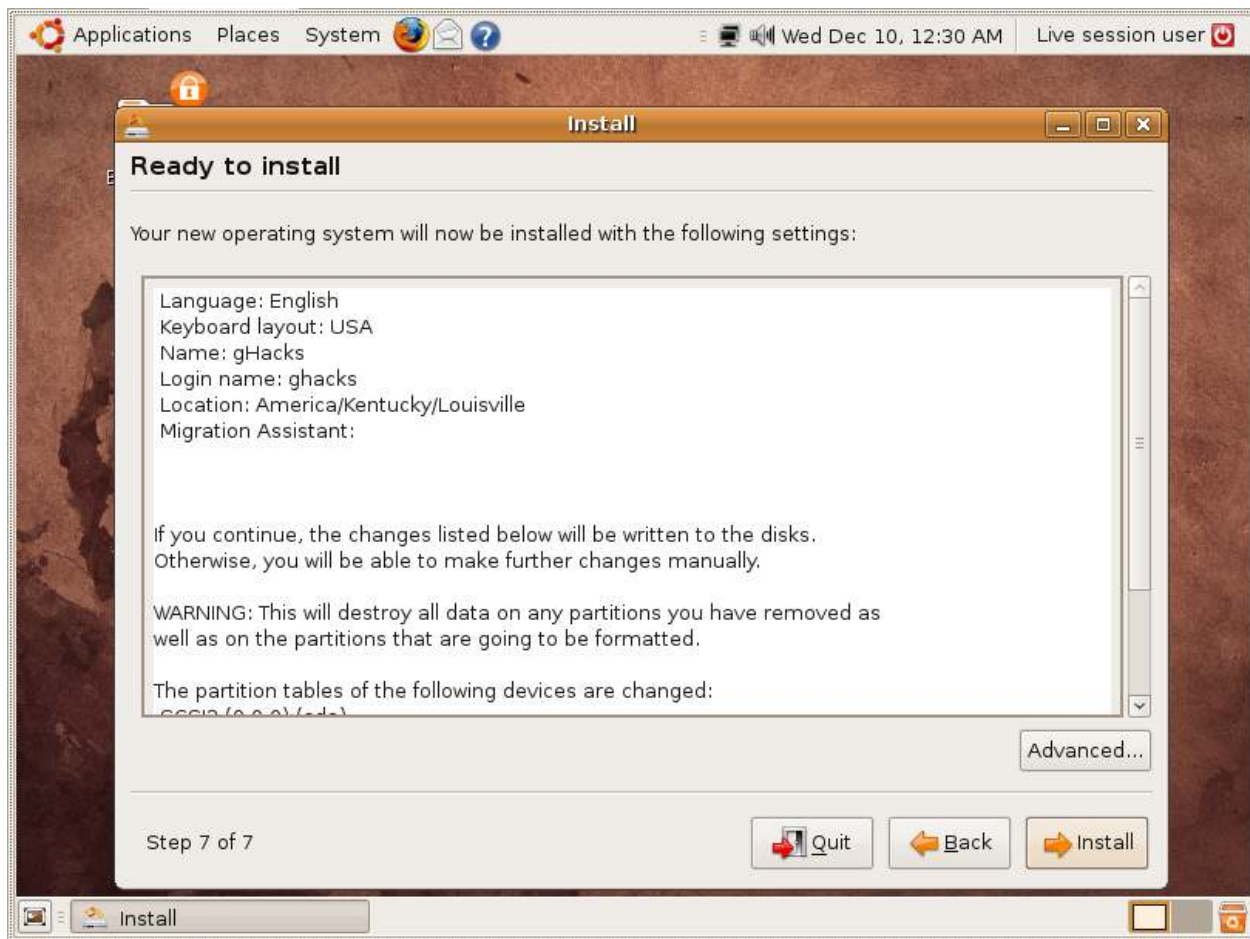 Applications Places System Wed Dec 10, 12:30 AM Live session user
Install
Ready to install
Your new operating system will now be installed with the following settings:
Language: English
Keyboard layout: USA
Name: gHacks
Login name: ghacks
Location: America/Kentucky/Louisville
Migration Assistant:
If you continue, the changes listed below will be written to the disks.
Otherwise, you will be able to make further changes manually.
WARNING: This will destroy all data on any partitions you have removed as
well as on the partitions that are going to be formatted.
The partition tables of the following devices are changed:
Advanced...
Step 7 of 7
Quit Back Install
Install